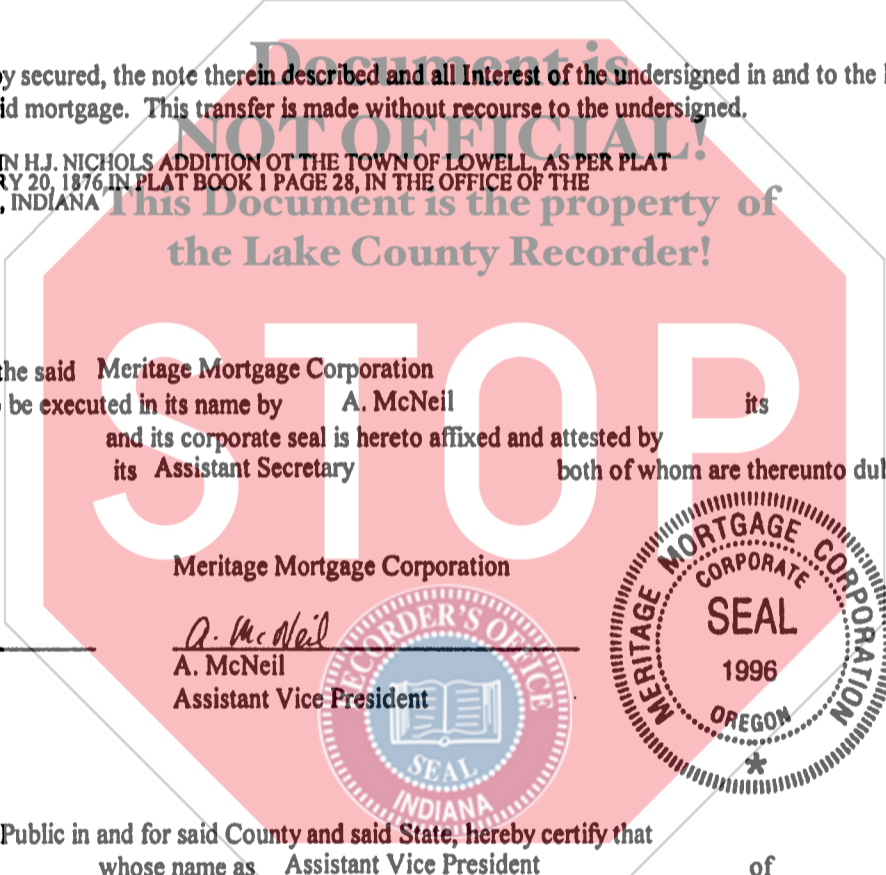 Document is
by secured, the note therein described and all Interest of the undersigned in and to the
id mortgage. This transfer is made without recourse to the undersigned.
NOT OFFICIAL!
IN H.J. NICHOLS ADDITION OT THE TOWN OF LOWELL, AS PER PLAT
RY 20, 1876 IN PLAT BOOK 1 PAGE 28, IN THE OFFICE OF THE
, INDIANA
This Document is the property of
the Lake County Recorder!
STOP
the said Meritage Mortgage Corporation
be executed in its name by A. McNeil its
and its corporate seal is hereto affixed and attested by
its Assistant Secretary both of whom are thereunto dul
MERITAGE MORTGAGE CORPORATION
CORPORATE
SEAL
1996
OREGON
*
Meritage Mortgage Corporation
A. McNeil
A. McNeil
Assistant Vice President
RECORDER'S OFFICE
SEAL
INDIANA
Public in and for said County and said State, hereby certify that
whose name as Assistant Vice President of